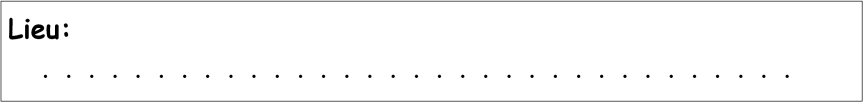 Lieu:
. . . . . . . . . . . . . . . . . . . . . . . . . . . . . . . . .